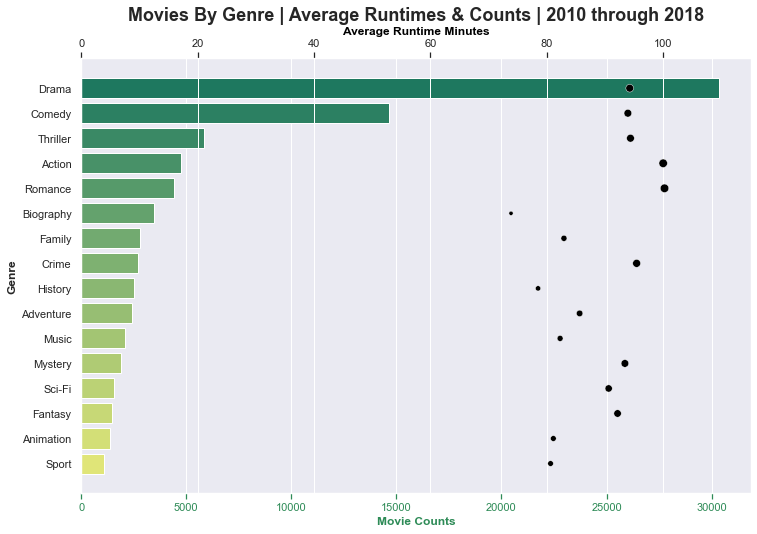 Movies By Genre | Average Runtimes & Counts | 2010 through 2018
Average Runtime Minutes
0 20 40 60 80 100
Drama
Comedy
Thriller
Action
Romance
Biography
Family
Crime
History
Adventure
Music
Mystery
Sci-Fi
Fantasy
Animation
Sport
Genre
0 5000 10000 15000 20000 25000 30000
Movie Counts